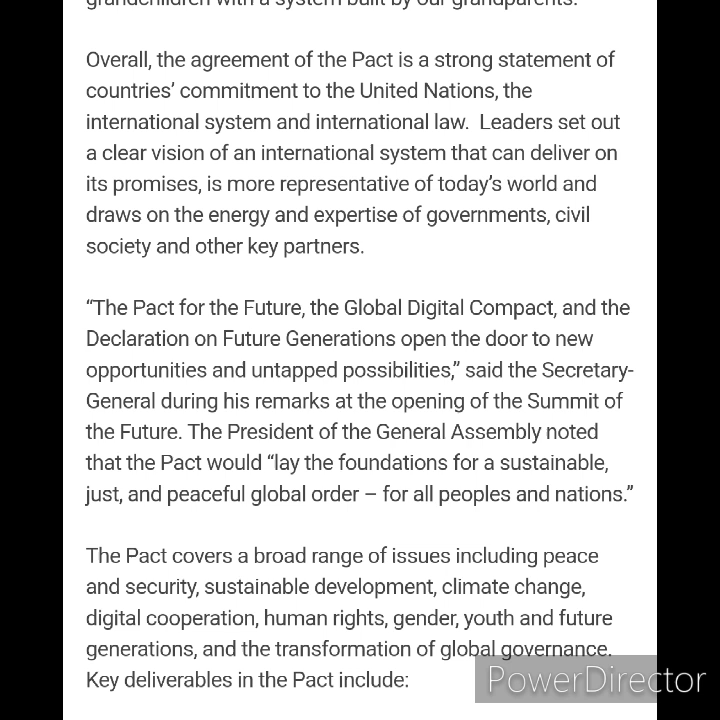 grandchildren with a system built by our grandparents.
Overall, the agreement of the Pact is a strong statement of
countries’ commitment to the United Nations, the
international system and international law.  Leaders set out
a clear vision of an international system that can deliver on
its promises, is more representative of today’s world and
draws on the energy and expertise of governments, civil
society and other key partners.
“The Pact for the Future, the Global Digital Compact, and the
Declaration on Future Generations open the door to new
opportunities and untapped possibilities,” said the Secretary-
General during his remarks at the opening of the Summit of
the Future. The President of the General Assembly noted
that the Pact would “lay the foundations for a sustainable,
just, and peaceful global order – for all peoples and nations.”
The Pact covers a broad range of issues including peace
and security, sustainable development, climate change,
digital cooperation, human rights, gender, youth and future
generations, and the transformation of global governance.
Key deliverables in the Pact include:
PowerDirector